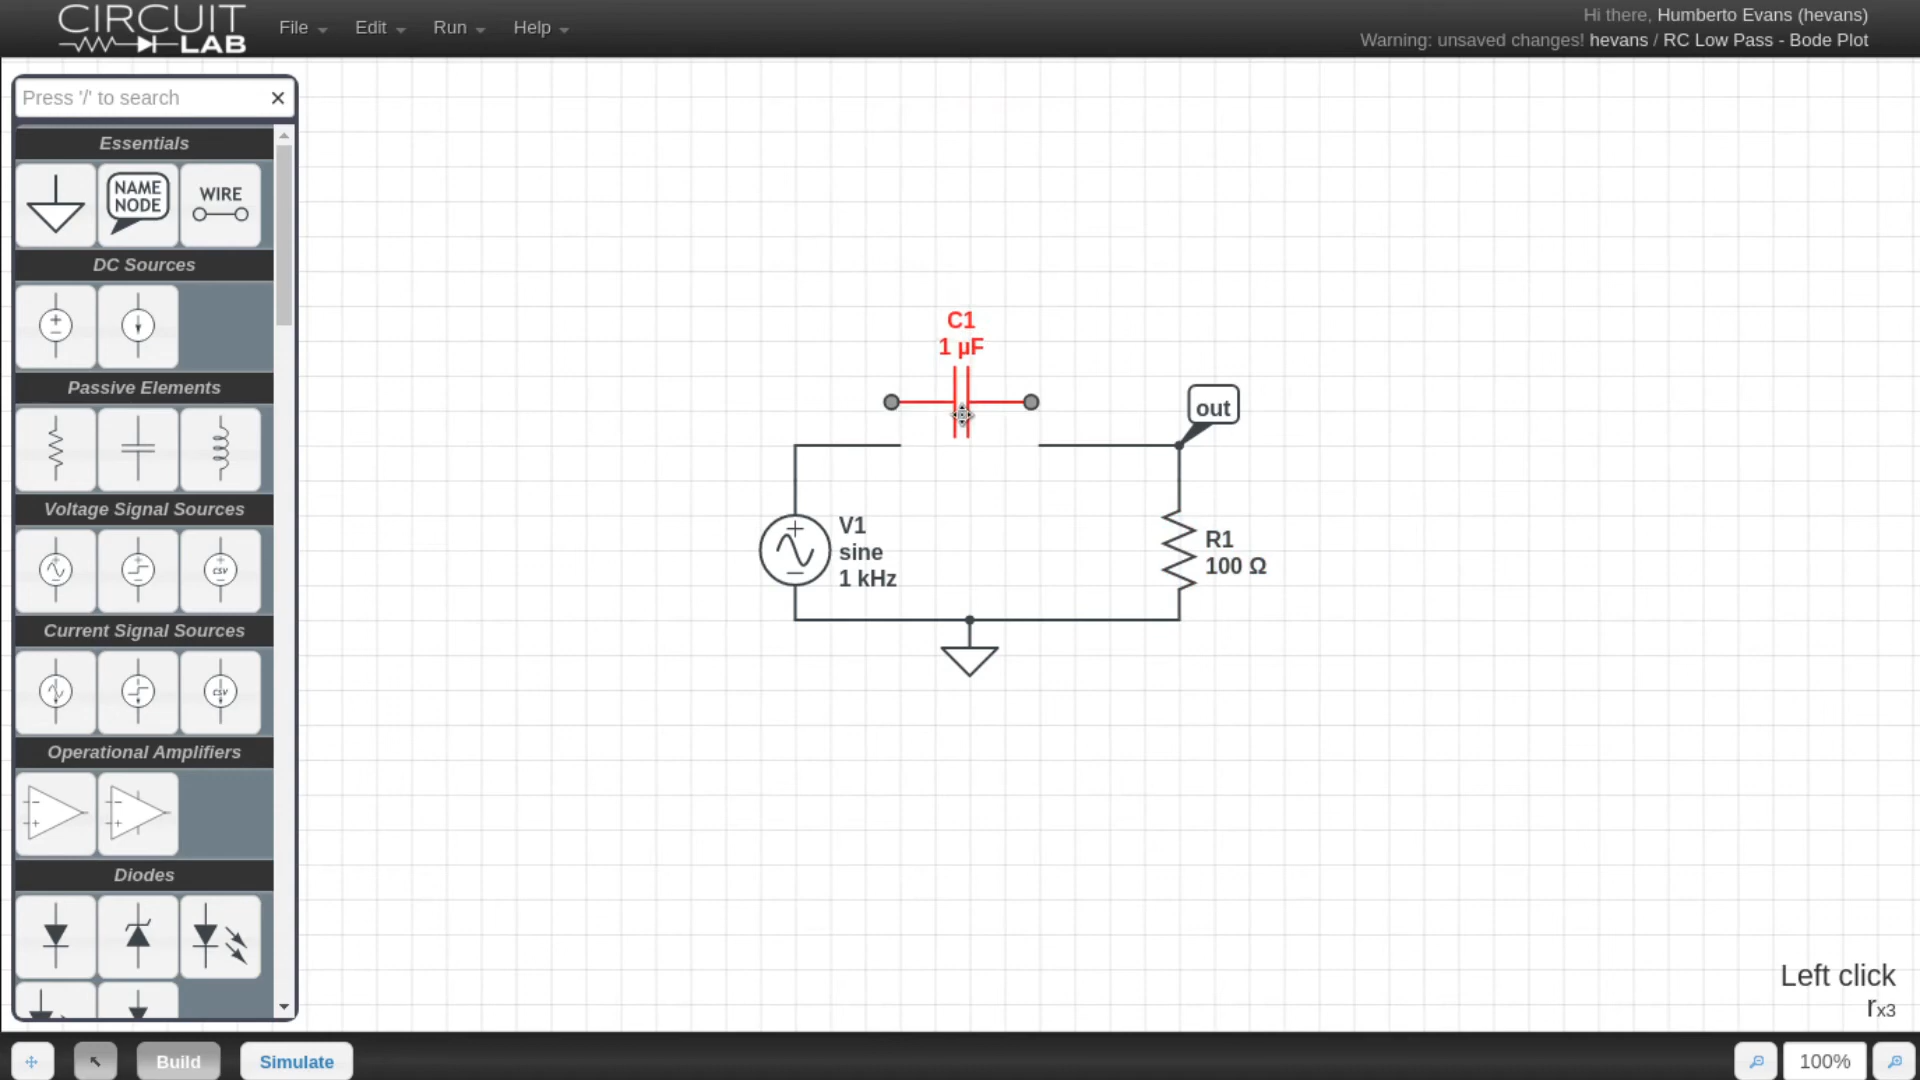 CIRCUIT
LAB
File
Edit
Run
Help
Hi there, Humberto Evans (hevans)
Warning: unsaved changes! hevans / RC Low Pass - Bode Plot
Press '/' to search
Essentials
NAME
NODE
WIRE
DC Sources
Passive Elements
Voltage Signal Sources
csv
Current Signal Sources
csv
Operational Amplifiers
Diodes
C1
1 µF
out
V1
sine
1 kHz
R1
100 Ω
Left click
rx3
Build
Simulate
100%